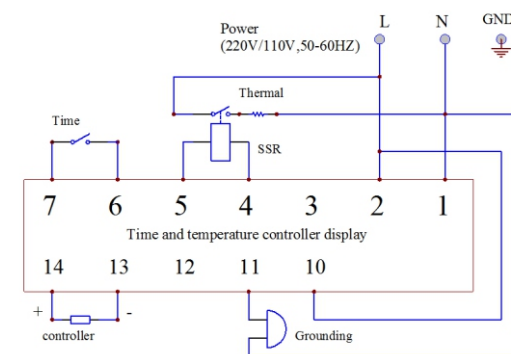 L N GND
Power
(220V/110V,50-60HZ)
Thermal
Time
SSR
7 6 5 4 3 2 1
Time and temperature controller display
14 13 12 11 10
+ -
controller
Grounding